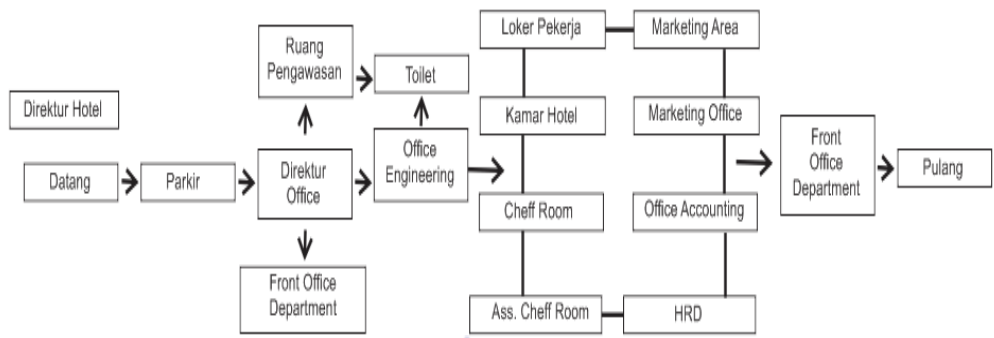 Direktur Hotel
Datang
Parkir
Ruang
Pengawasan
Direktur
Office
Front Office
Department
Toilet
Office
Engineering
Loker Pekerja
Kamar Hotel
Cheff Room
Ass. Cheff Room
Marketing Area
Marketing Office
Office Accounting
HRD
Front
Office
Department
Pulang